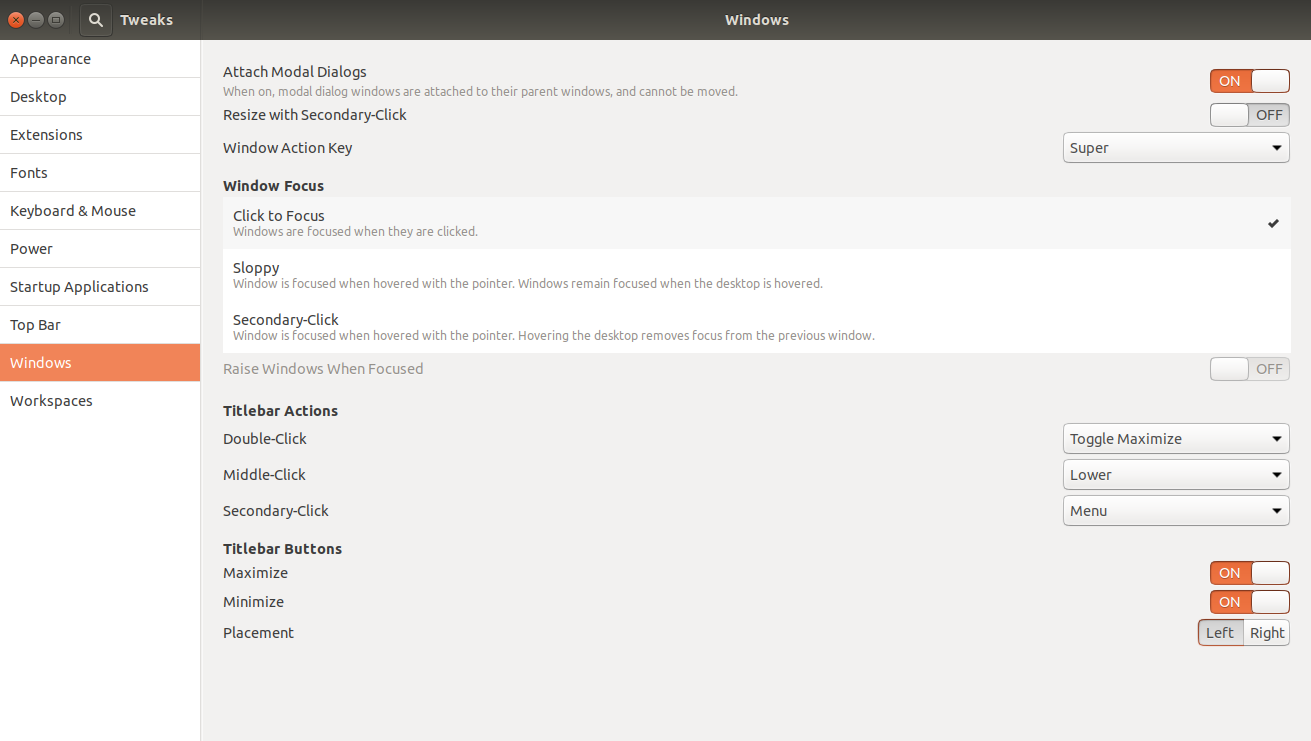 Tweaks
Windows
Appearance
Desktop
Extensions
Fonts
Keyboard & Mouse
Power
Startup Applications
Top Bar
Windows
Workspaces
Attach Modal Dialogs
When on, modal dialog windows are attached to their parent windows, and cannot be moved.
ON
Resize with Secondary-Click
OFF
Window Action Key
Super
Window Focus
Click to Focus
Windows are focused when they are clicked.
Sloppy
Window is focused when hovered with the pointer. Windows remain focused when the desktop is hovered.
Secondary-Click
Window is focused when hovered with the pointer. Hovering the desktop removes focus from the previous window.
Raise Windows When Focused
OFF
Titlebar Actions
Double-Click
Toggle Maximize
Middle-Click
Lower
Secondary-Click
Menu
Titlebar Buttons
Maximize
ON
Minimize
ON
Placement
Left
Right